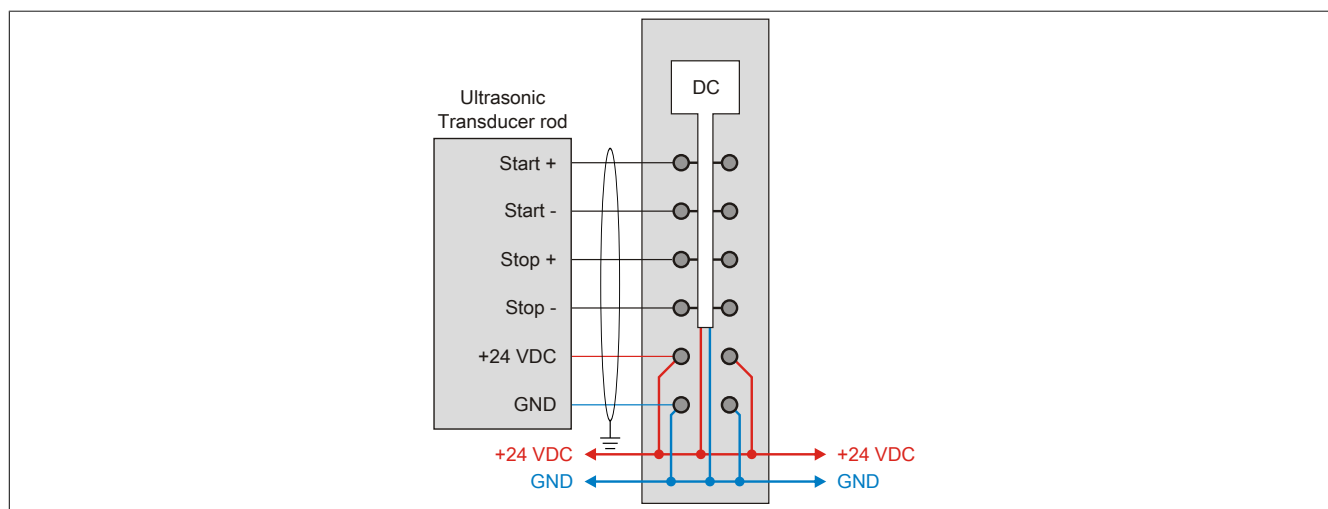 DC
Ultrasonic
Transducer rod
Start +
Start -
Stop +
Stop -
+24 VDC
GND
+24 VDC
+24 VDC
GND
GND